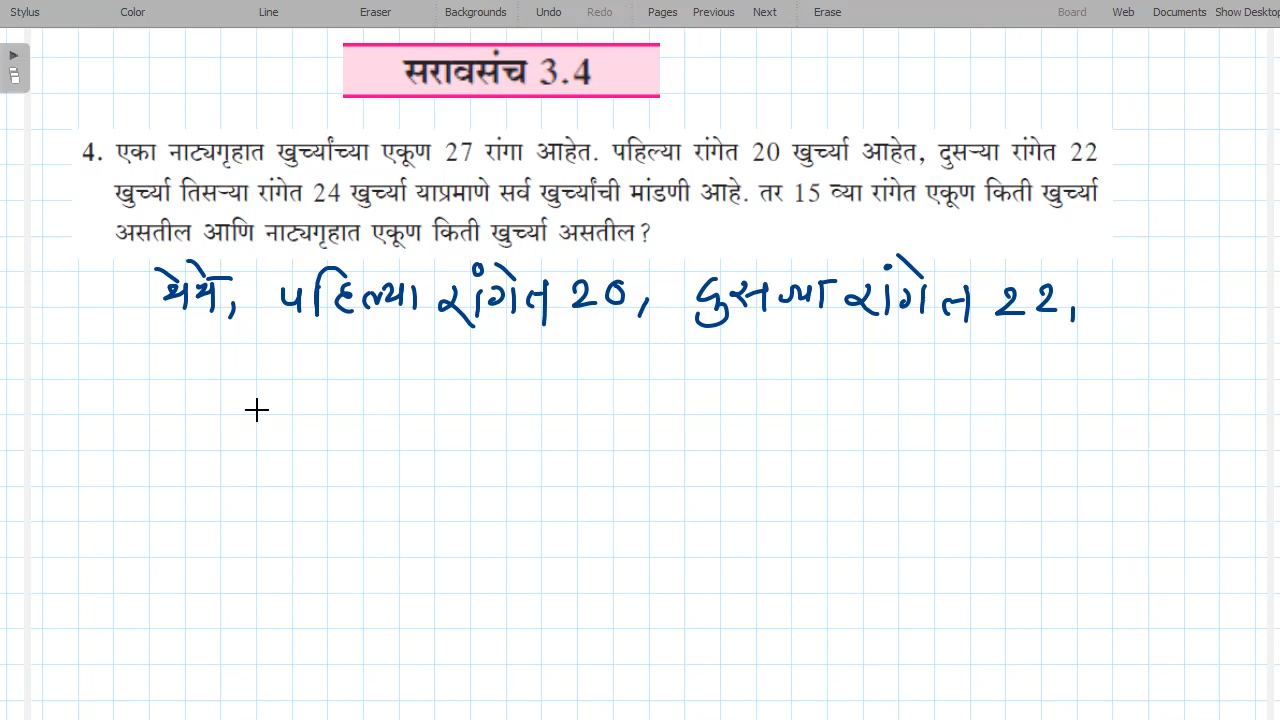 Stylus Color Line Eraser Backgrounds Undo Redo Pages Previous Next Erase Board Web Documents Show Desktop
सरावसंच 3.4
4. एका नाट्यगृहात खुर्च्यांच्या एकूण 27 रांगा आहेत. पहिल्या रांगेत 20 खुर्च्या आहेत, दुसऱ्या रांगेत 22
खुर्च्या तिसऱ्या रांगेत 24 खुर्च्या याप्रमाणे सर्व खुर्च्यांची मांडणी आहे. तर 15 व्या रांगेत एकूण किती खुर्च्या
असतील आणि नाट्यगृहात एकूण किती खुर्च्या असतील ?
येथे, पहिल्या रांगेत 20, दुसऱ्या रांगेत 22,